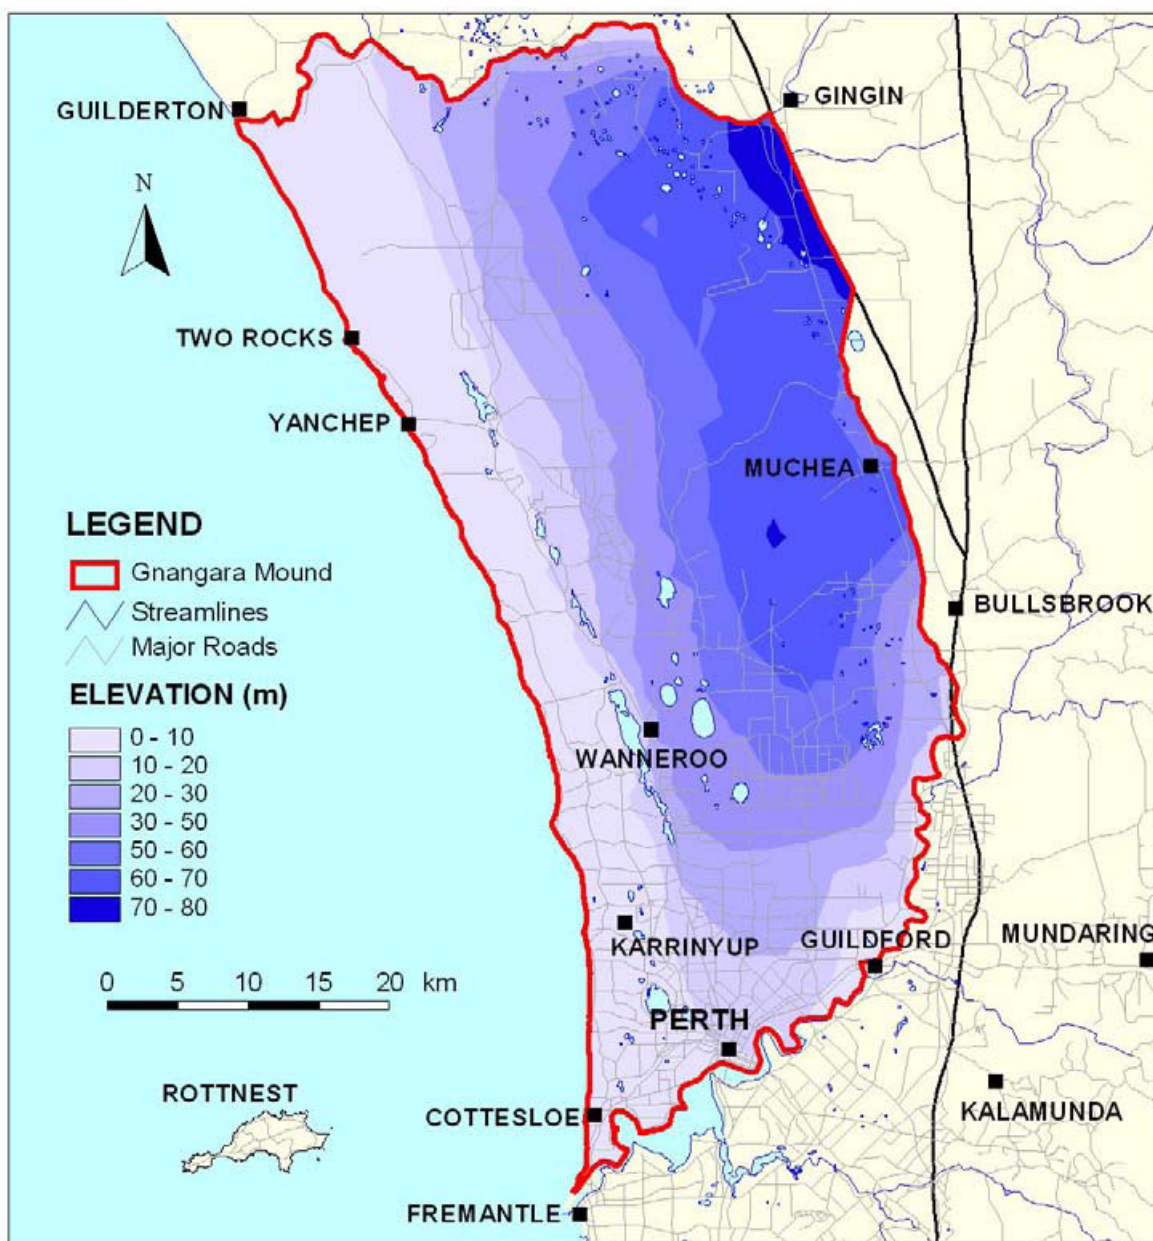 GUILDERTON
GINGIN
N
TWO ROCKS
YANCHEP
MUCHEA
LEGEND
Gnangara Mound
Streamlines
Major Roads
BULLSBROOK
ELEVATION (m)
0 - 10
10 - 20
20 - 30
30 - 50
50 - 60
60 - 70
70 - 80
WANNEROO
KARRINYUP
GUILDFORD
MUNDARING
0 5 10 15 20 km
PERTH
ROTTNEST
COTTESLOE
KALAMUNDA
FREMANTLE